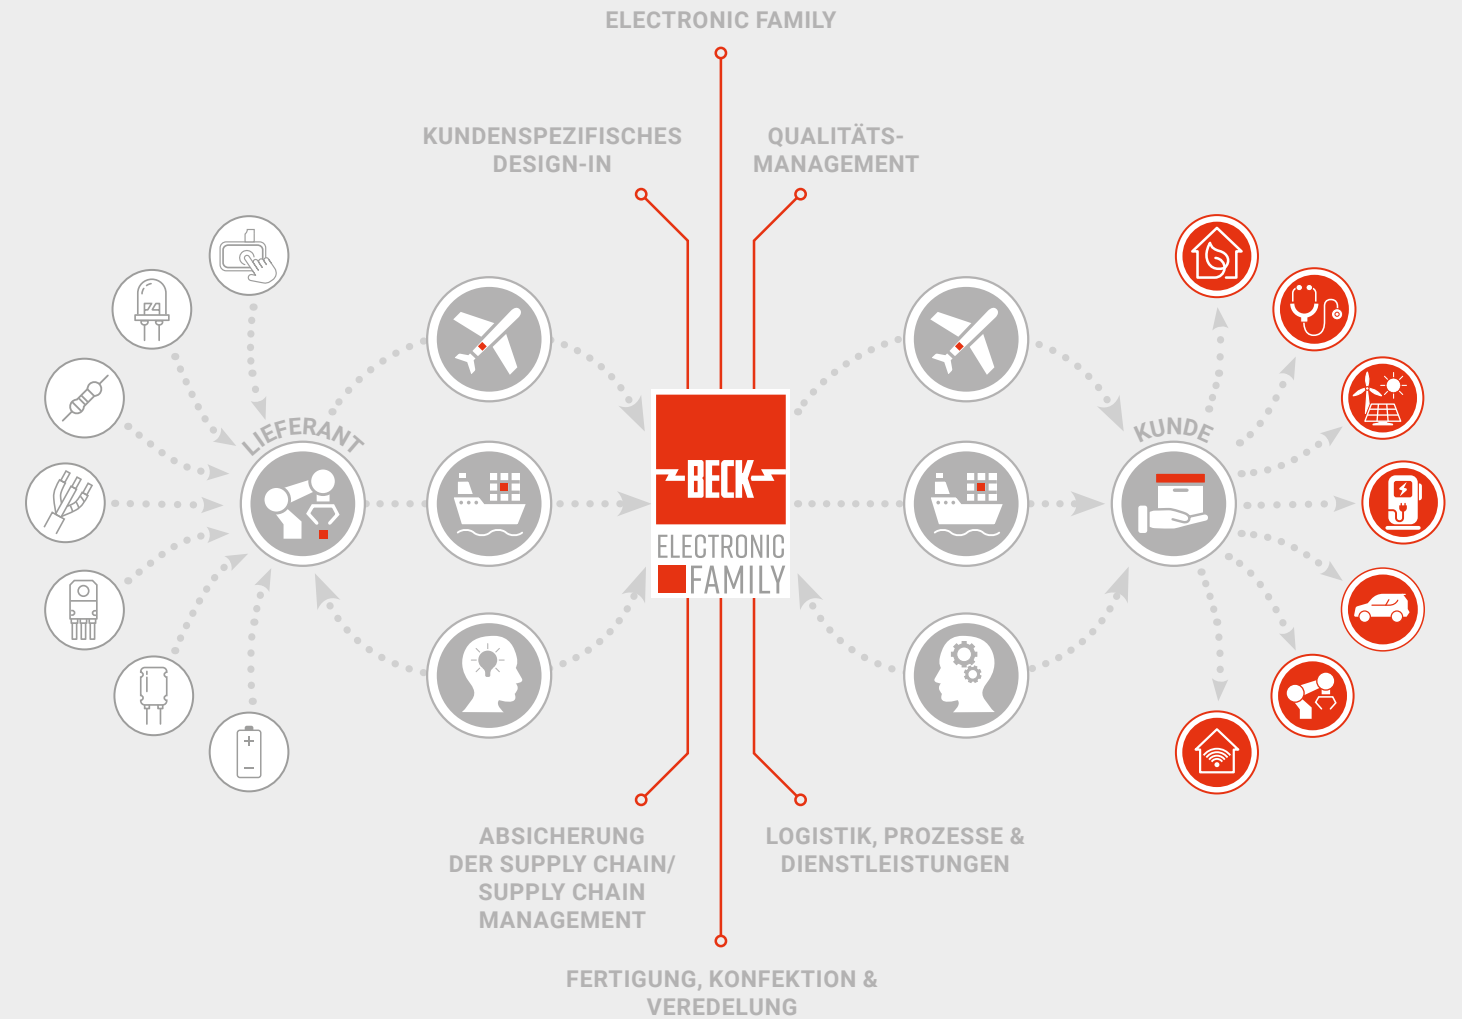 ELECTRONIC FAMILY
KUNDENSPEZIFISCHES
DESIGN-IN
QUALITÄTS-
MANAGEMENT
LIEFERANT
KUNDE
BECK
ELECTRONIC
FAMILY
ABSICHERUNG
DER SUPPLY CHAIN/
SUPPLY CHAIN
MANAGEMENT
LOGISTIK, PROZESSE &
DIENSTLEISTUNGEN
FERTIGUNG, KONFEKTION &
VEREDELUNG